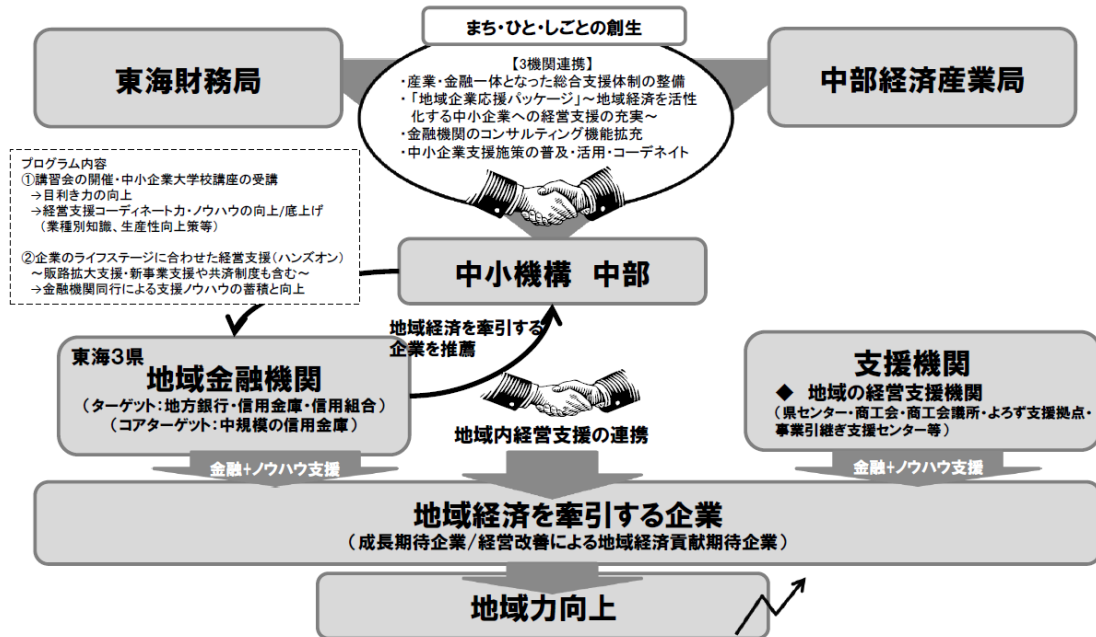 まち・ひと・しごとの創生
東海財務局
【3機関連携】
・産業・金融一体となった総合支援体制の整備
・「地域企業応援パッケージ」～地域経済を活性
化する中小企業への経営支援の充実～
・金融機関のコンサルティング機能拡充
・中小企業支援施策の普及・活用・コーデネイト
中部経済産業局
プログラム内容
①講習会の開催・中小企業大学校講座の受講
→目利き力の向上
→経営支援コーディネート力・ノウハウの向上/底上げ
（業種別知識、生産性向上策等）
②企業のライフステージに合わせた経営支援（ハンズオン）
～販路拡大支援・新事業支援や共済制度も含む～
→金融機関同行による支援ノウハウの蓄積と向上
中小機構 中部
地域経済を牽引する
企業を推薦
東海３県
地域金融機関
（ターゲット：地方銀行・信用金庫・信用組合）
（コアターゲット：中規模の信用金庫）
地域内経営支援の連携
支援機関
◆ 地域の経営支援機関
（県センター・商工会・商工会議所・よろず支援拠点・
事業引継ぎ支援センター等）
金融+ノウハウ支援
金融+ノウハウ支援
地域経済を牽引する企業
（成長期待企業/経営改善による地域経済貢献期待企業）
地域力向上